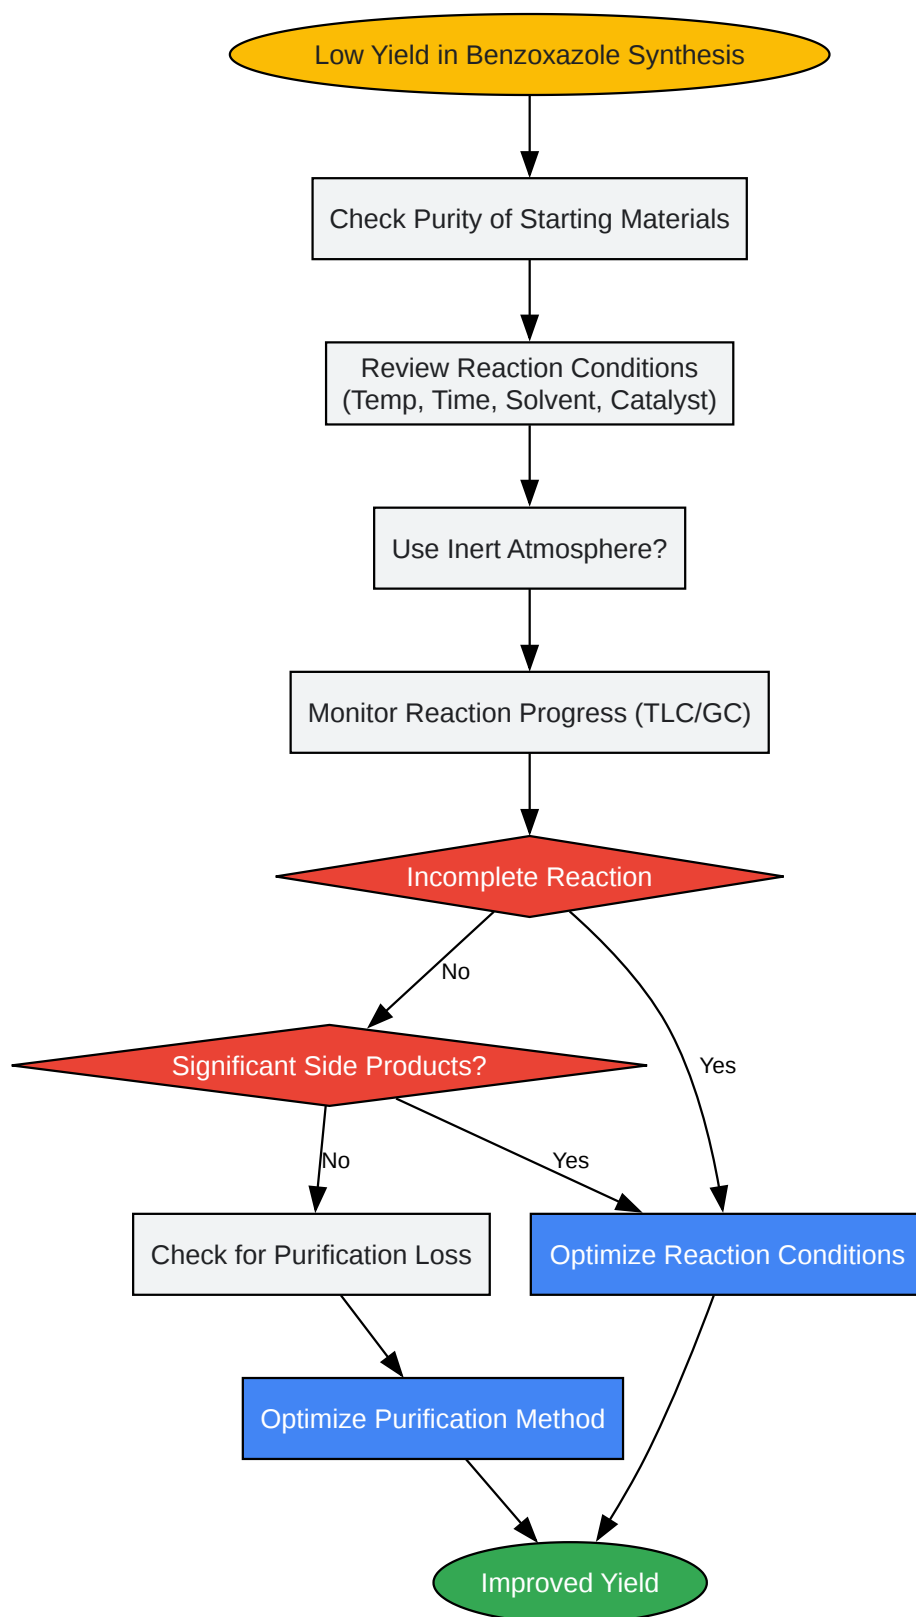 Low Yield in Benzoxazole Synthesis
Check Purity of Starting Materials
Review Reaction Conditions
(Temp, Time, Solvent, Catalyst)
Use Inert Atmosphere?
Monitor Reaction Progress (TLC/GC)
Incomplete Reaction
No
Yes
Significant Side Products?
No
Yes
Check for Purification Loss
Optimize Reaction Conditions
Optimize Purification Method
Improved Yield